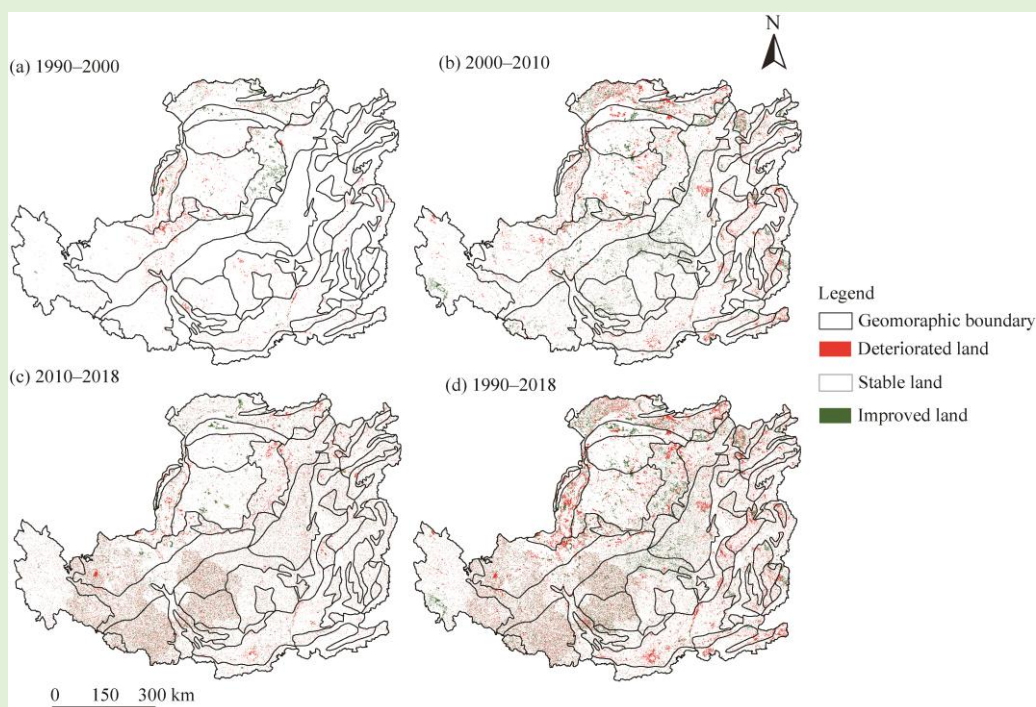 N
(a) 1990–2000
(b) 2000–2010
Legend
Geomoraphic boundary
Deteriorated land
Stable land
Improved land
(c) 2010–2018
(d) 1990–2018
0 150 300 km